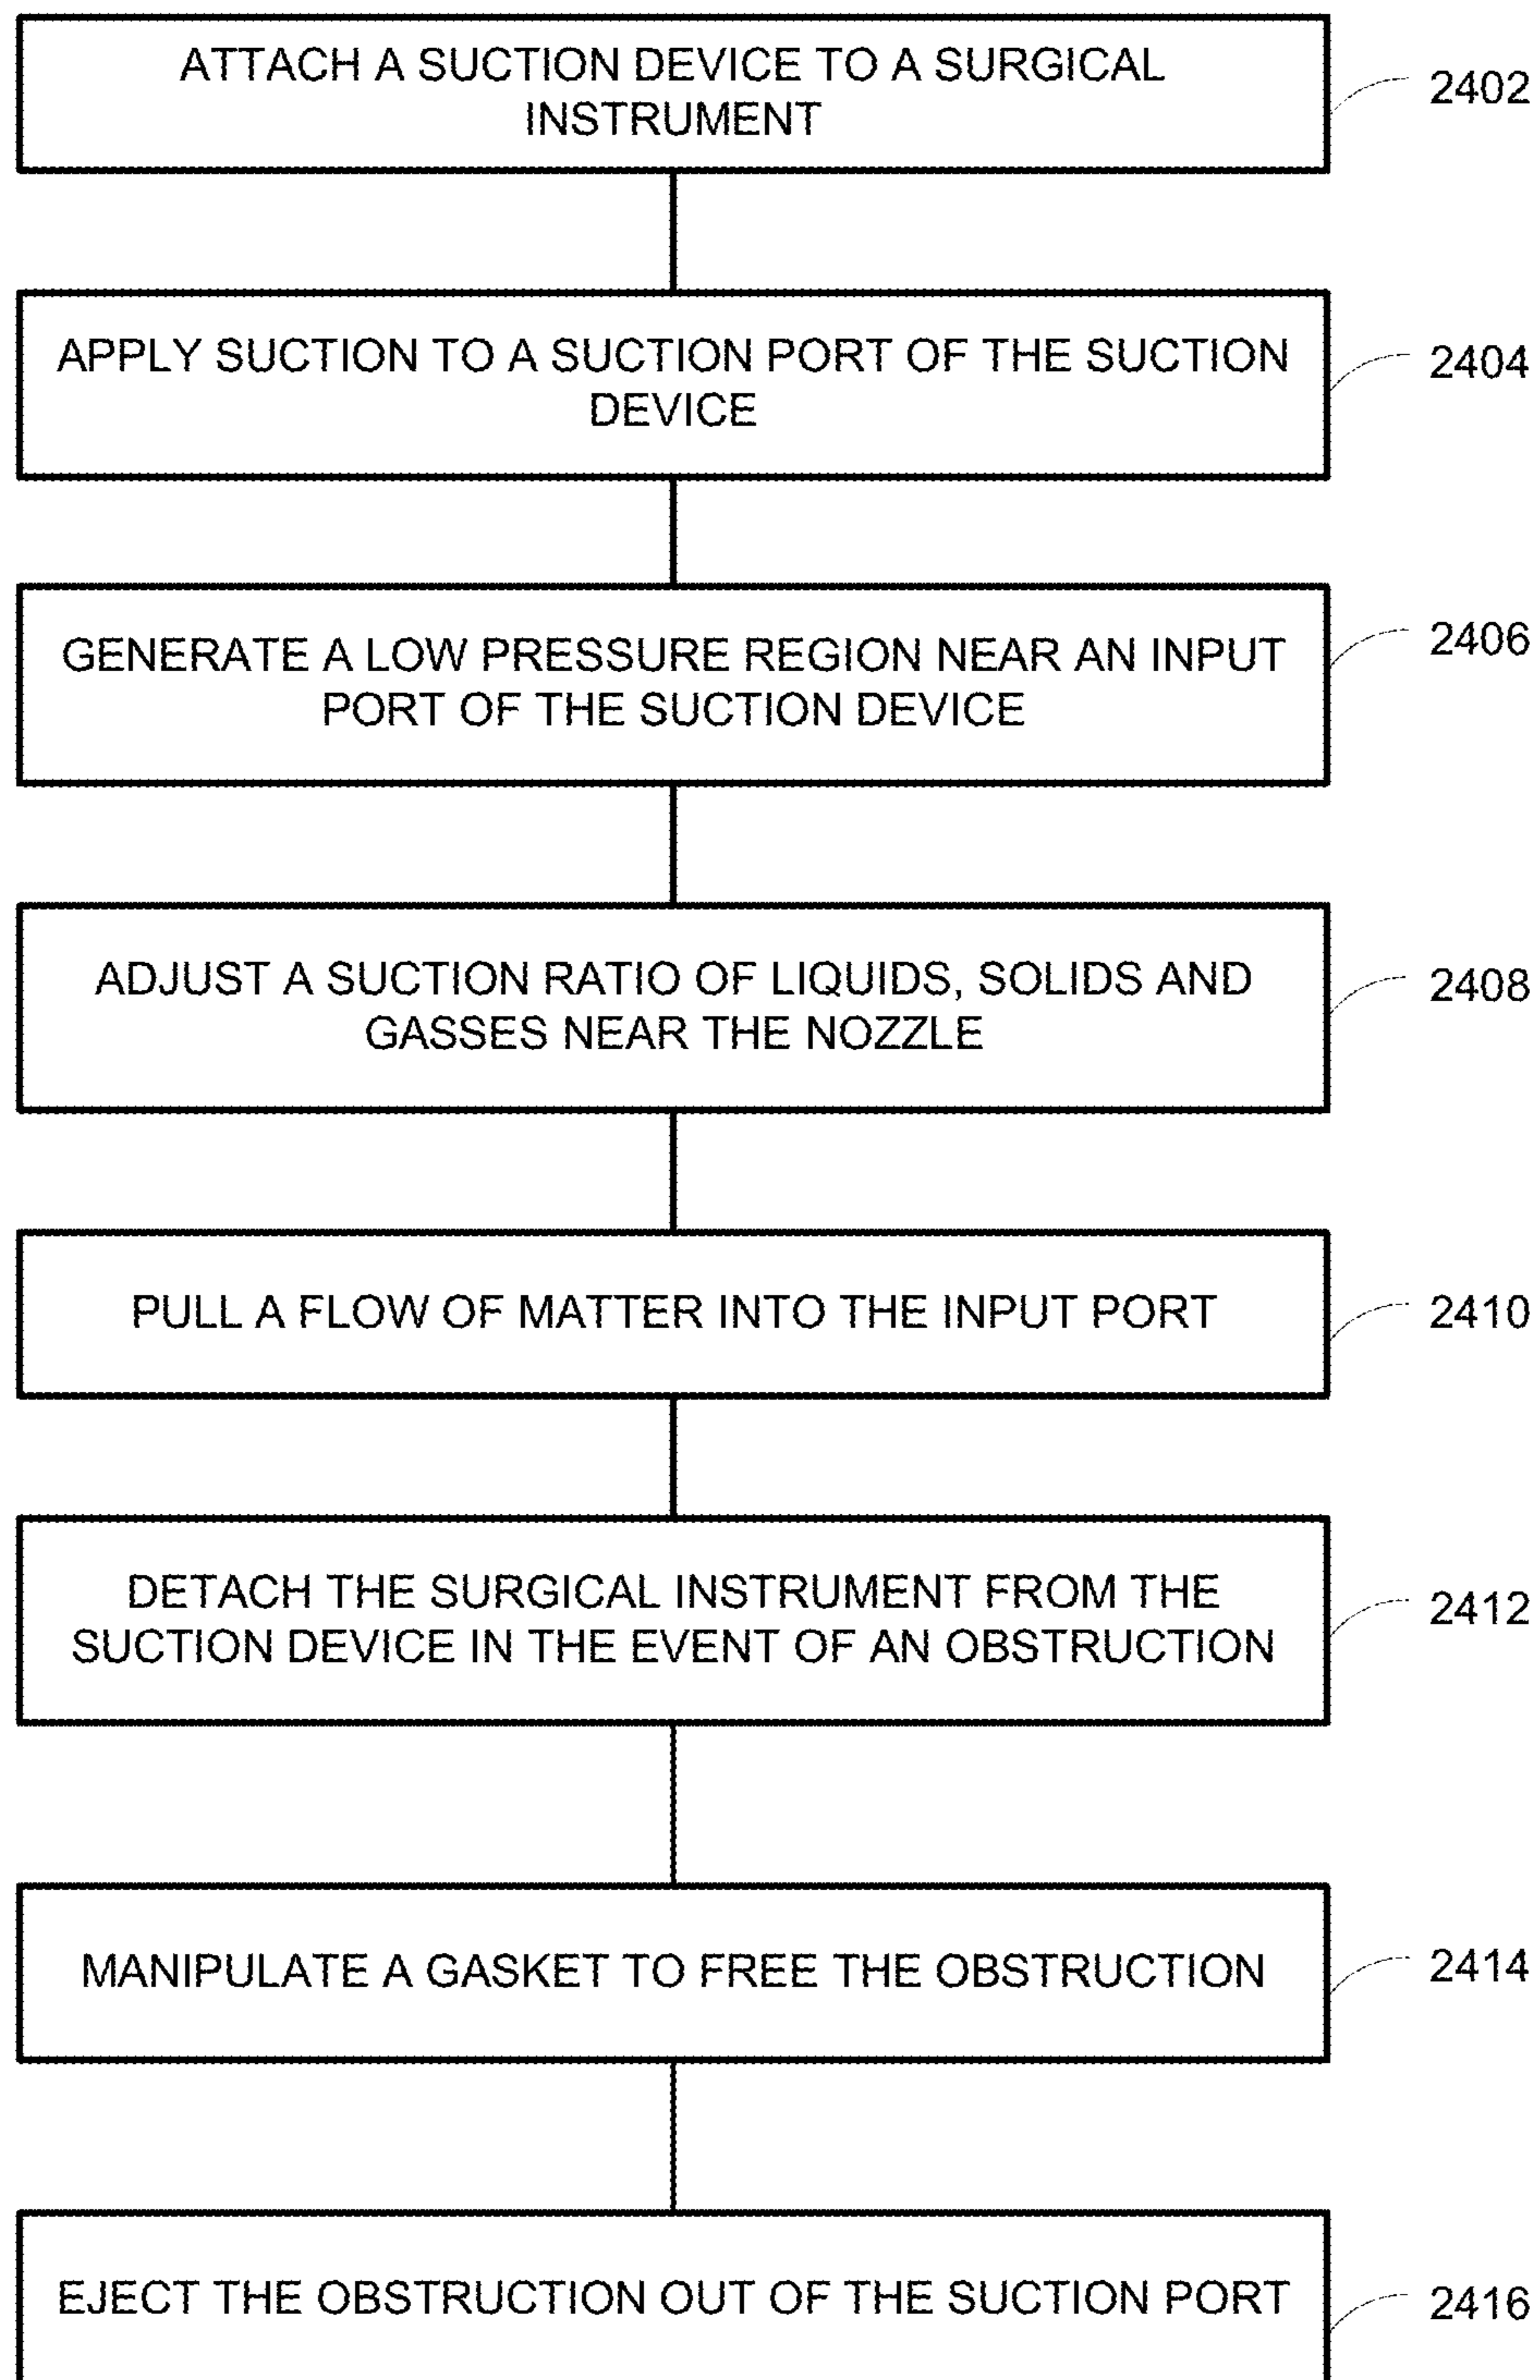 ATTACH A SUCTION DEVICE TO A SURGICAL
INSTRUMENT
2402
APPLY SUCTION TO A SUCTION PORT OF THE SUCTION
DEVICE
2404
GENERATE A LOW PRESSURE REGION NEAR AN INPUT
PORT OF THE SUCTION DEVICE
2406
ADJUST A SUCTION RATIO OF LIQUIDS, SOLIDS AND
GASSES NEAR THE NOZZLE
2408
PULL A FLOW OF MATTER INTO THE INPUT PORT
2410
DETACH THE SURGICAL INSTRUMENT FROM THE
SUCTION DEVICE IN THE EVENT OF AN OBSTRUCTION
2412
MANIPULATE A GASKET TO FREE THE OBSTRUCTION
2414
EJECT THE OBSTRUCTION OUT OF THE SUCTION PORT
2416